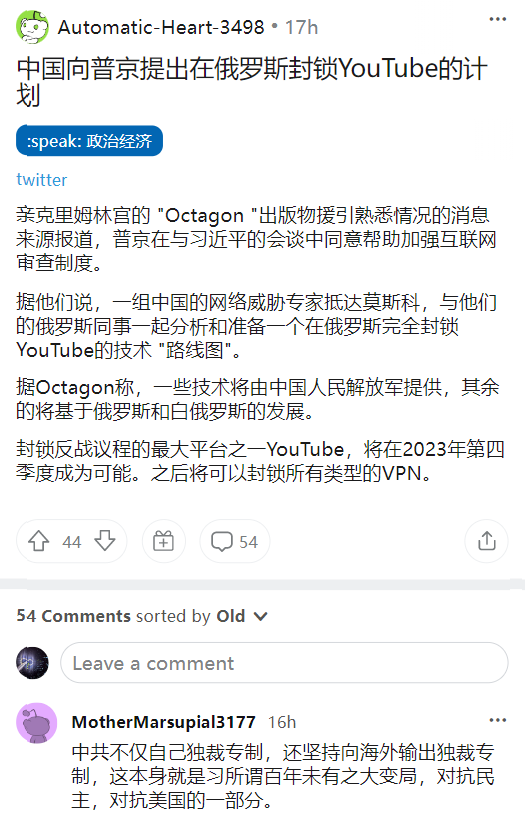 Automatic-Heart-3498 • 17h
中国向普京提出在俄罗斯封锁YouTube的计
划
:speak: 政治经济
twitter
亲克里姆林宫的 "Octagon "出版物援引熟悉情况的消息
来源报道，普京在与习近平的会谈中同意帮助加强互联网
审查制度。
据他们说，一组中国的网络威胁专家抵达莫斯科，与他们
的俄罗斯同事一起分析和准备一个在俄罗斯完全封锁
YouTube的技术 "路线图"。
据Octagon称，一些技术将由中国人民解放军提供，其余
的将基于俄罗斯和白俄罗斯的发展。
封锁反战议程的最大平台之一YouTube，将在2023年第四
季度成为可能。之后将可以封锁所有类型的VPN。
44 54
54 Comments sorted by Old
Leave a comment
MotherMarsupial3177 16h
中共不仅自己独裁专制，还坚持向海外输出独裁专
制，这本身就是习所谓百年未有之大变局，对抗民
主，对抗美国的一部分。